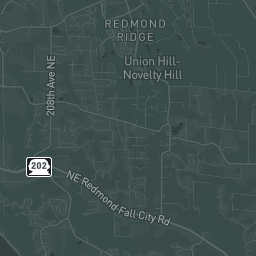 REDMOND
RIDGE
Union Hill-
Novelty Hill
208th Ave NE
202
NE Redmond Fall City Rd